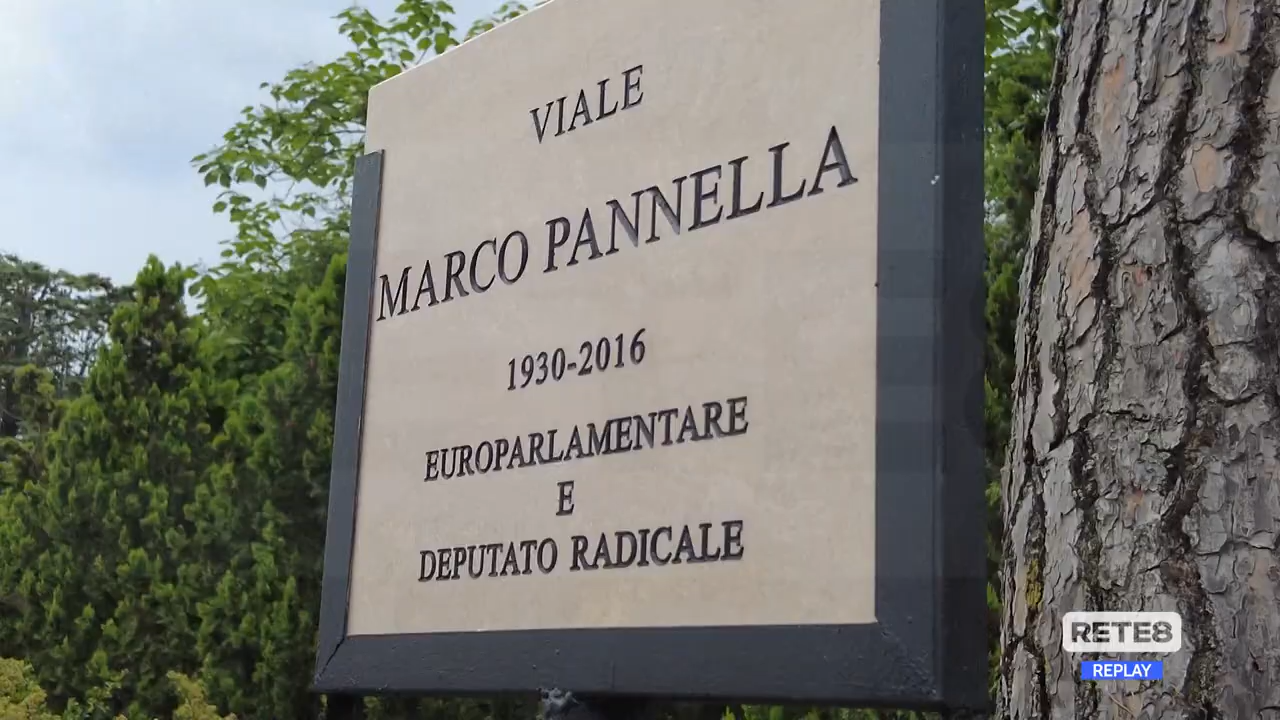 VIALE
MARCO PANNELLA
1930-2016
EUROPARLAMENTARE
E
DEPUTATO RADICALE
RETE8
REPLAY